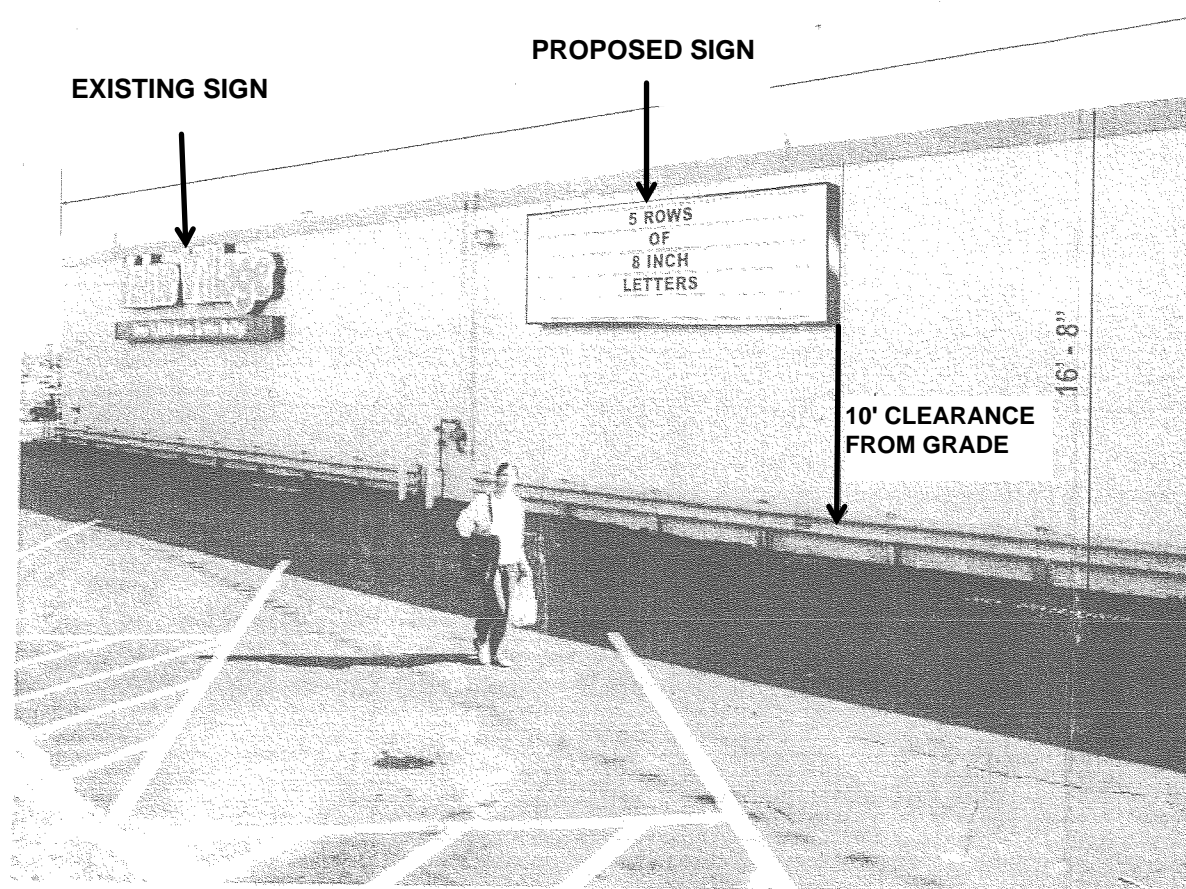 PROPOSED SIGN
EXISTING SIGN
5 ROWS
OF
8 INCH
LETTERS
16' - 8"
10' CLEARANCE
FROM GRADE